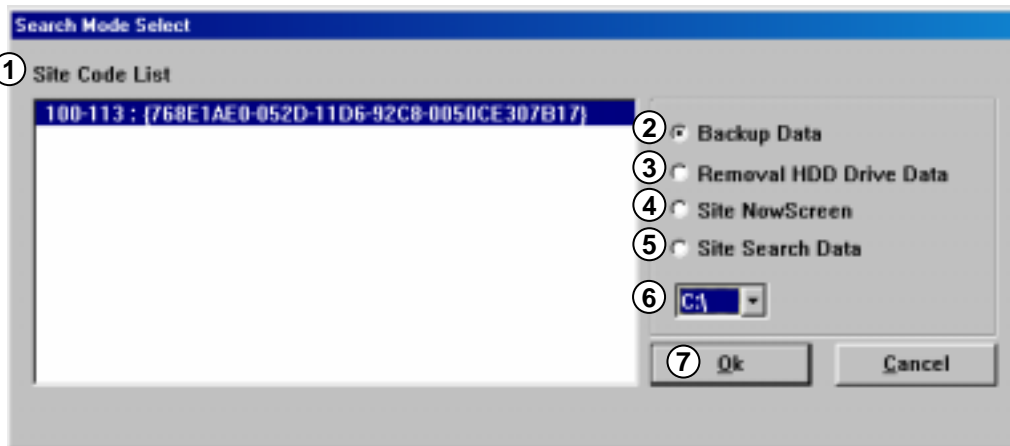 Search Mode Select
1 Site Code List
100-113 : {768E1AE0-052D-11D6-92C8-0050CE307B17}
2 Backup Data
3 Removal HDD Drive Data
4 Site NowScreen
5 Site Search Data
6 C:\
7 Ok
Cancel